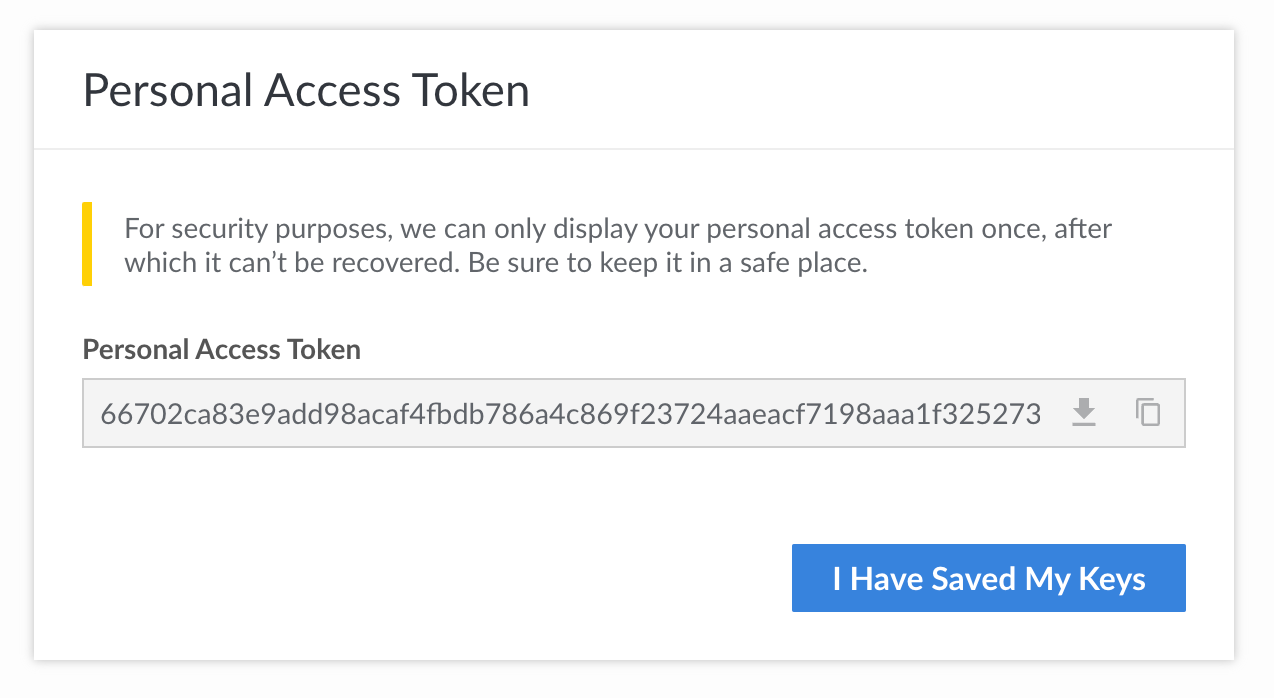 Personal Access Token
For security purposes, we can only display your personal access token once, after
which it can’t be recovered. Be sure to keep it in a safe place.
Personal Access Token
66702ca83e9add98acaf4fbdb786a4c869f23724aaeacf7198aaa1f325273
I Have Saved My Keys